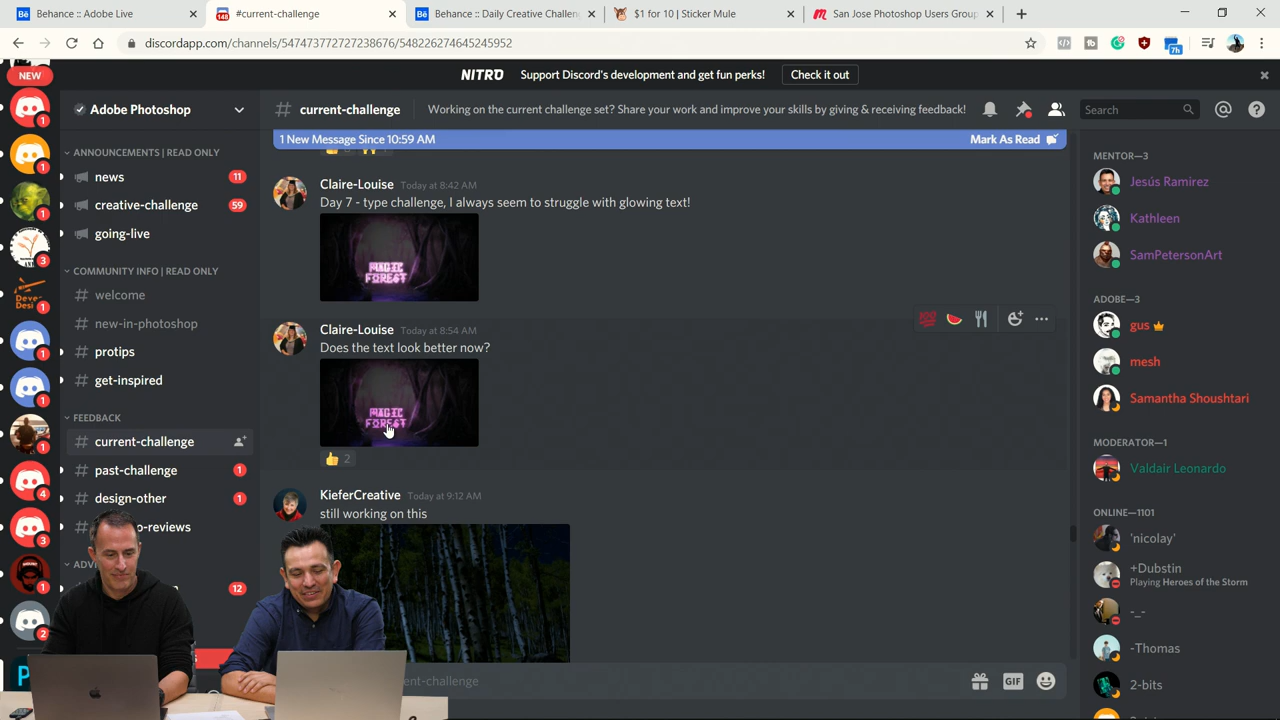 Behance :: Adobe Live
#current-challenge
Behance :: Daily Creative Challen
$1 for 10 | Sticker Mule
San Jose Photoshop Users Grou
discordapp.com/channels/547473772727238676/548226274645245952
7h
NEW
NITRO
Support Discord's development and get fun perks!
Check it out
Adobe Photoshop
current-challenge
Working on the current challenge set? Share your work and improve your skills by giving & receiving feedback!
Search
1 New Message Since 10:59 AM
Mark As Read
ANNOUNCEMENTS | READ ONLY
news
11
creative-challenge
59
going-live
COMMUNITY INFO | READ ONLY
welcome
new-in-photoshop
protips
get-inspired
FEEDBACK
current-challenge
past-challenge
1
design-other
1
o-reviews
ADV
12
Claire-Louise Today at 8:42 AM
Day 7 - type challenge, I always seem to struggle with glowing text!
MAGIC
FOREST
Claire-Louise Today at 8:54 AM
Does the text look better now?
MAGIC
FOREST
2
KieferCreative Today at 9:12 AM
still working on this
ent-challenge
GIF
MENTOR—3
Jesús Ramirez
Kathleen
SamPetersonArt
ADOBE—3
gus
mesh
Samantha Shoushtari
MODERATOR—1
Valdair Leonardo
ONLINE—1101
'nicolay'
+Dubstin
Playing Heroes of the Storm
-_-
-Thomas
2-bits